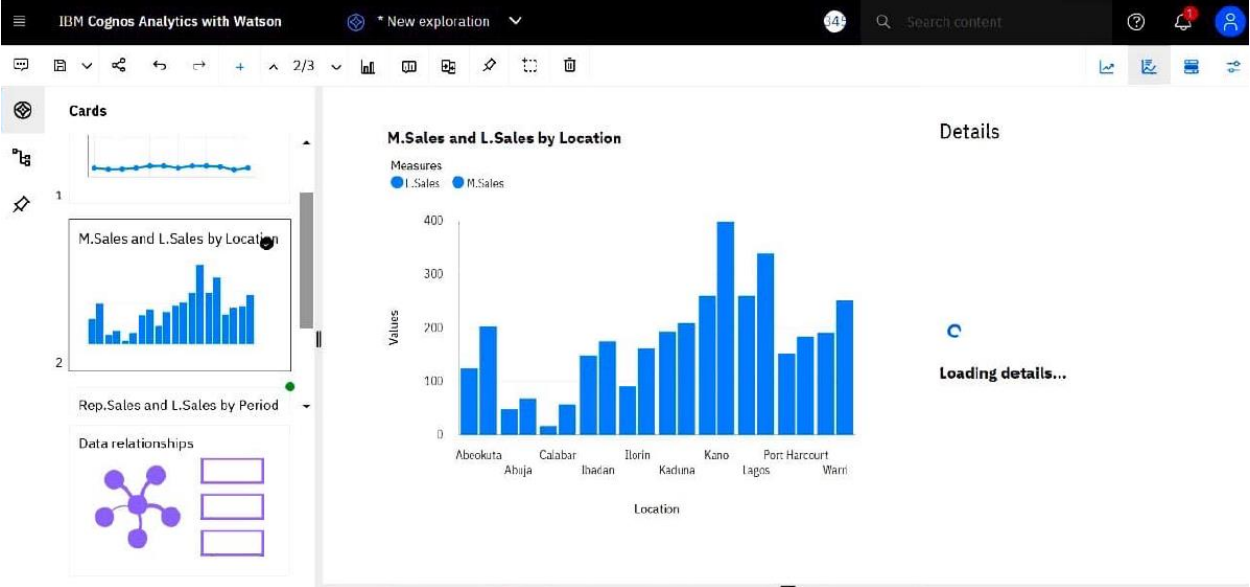 IBM Cognos Analytics with Watson
* New exploration
345
Search content
1
2/3
Cards
1
M.Sales and L.Sales by Location
2
Rep.Sales and L.Sales by Period
Data relationships
M.Sales and L.Sales by Location
Measures
L.Sales M.Sales
400
300
200
100
0
Values
Abeokuta Calabar Ilorin Kano Port Harcourt
Abuja Ibadan Kaduna Lagos Warri
Location
Details
Loading details...